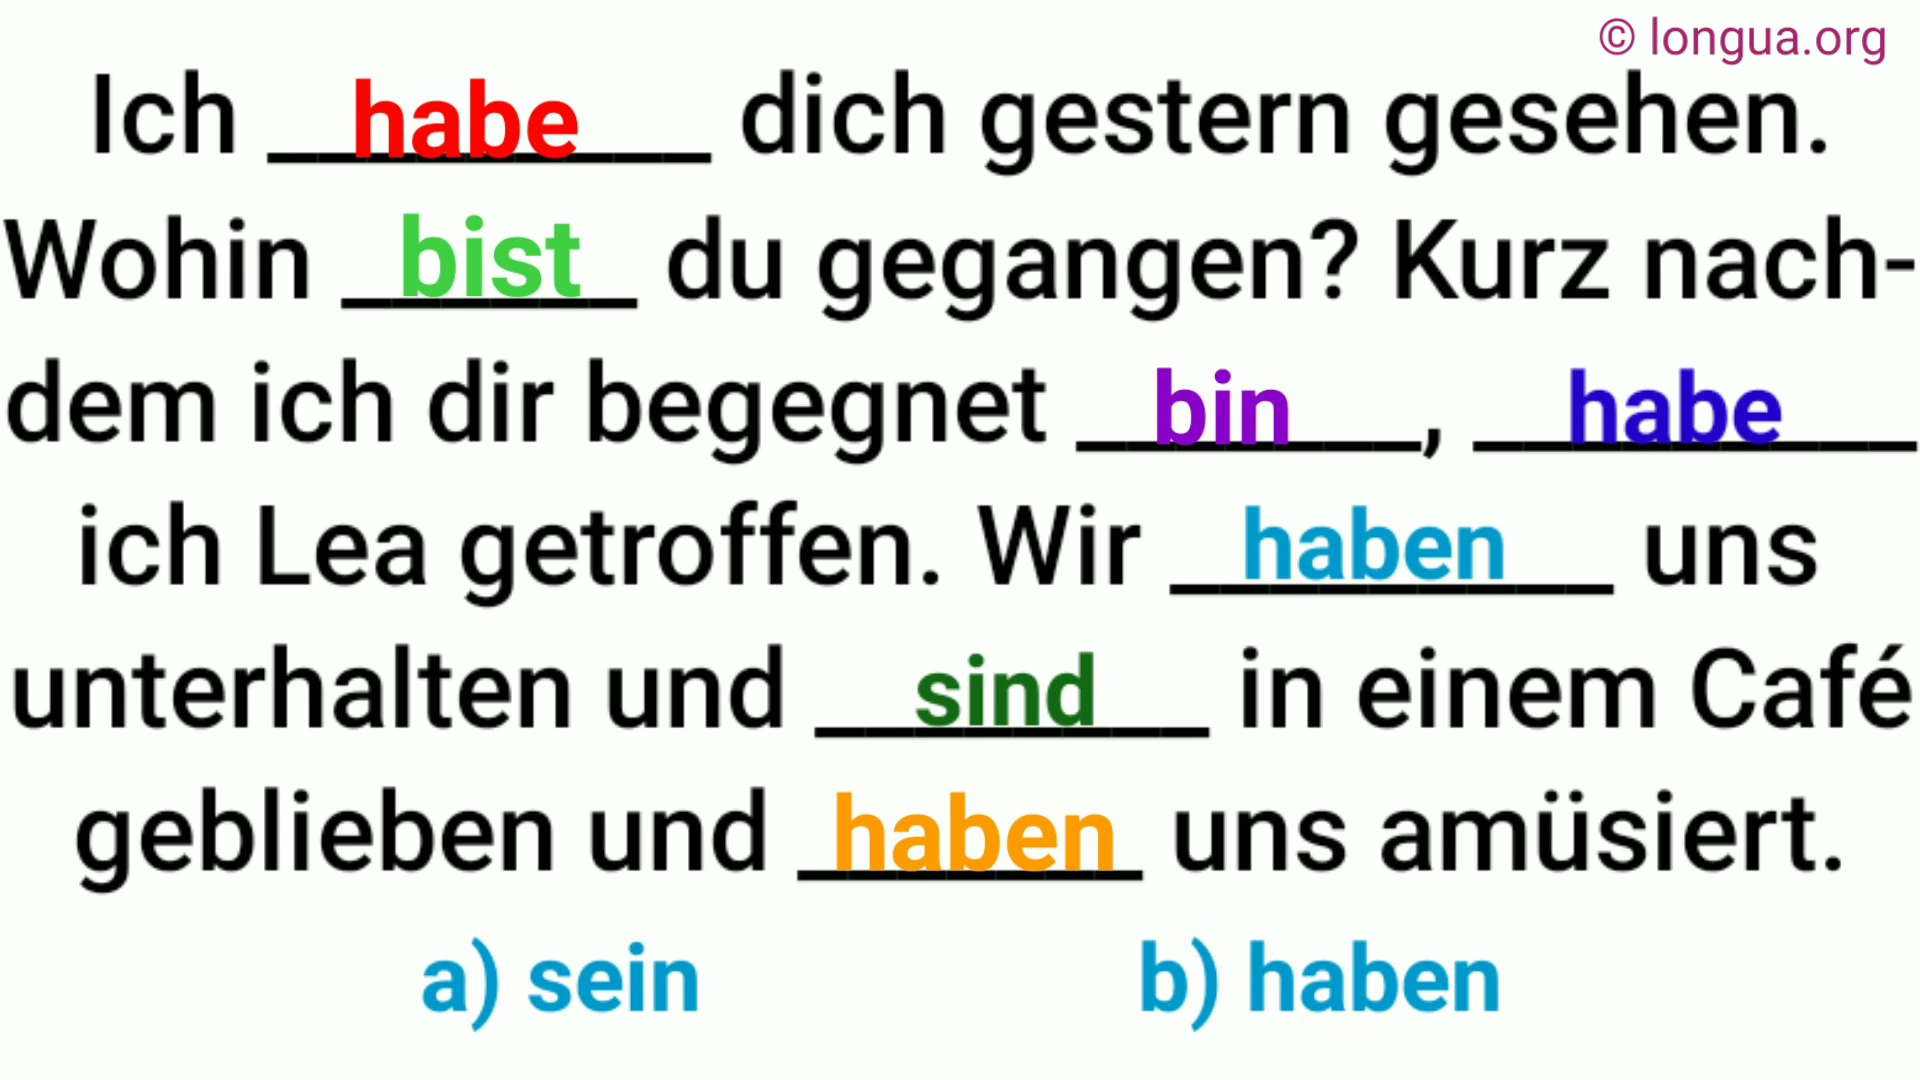 © longua.org
Ich habe dich gestern gesehen.
Wohin bist du gegangen? Kurz nach-
dem ich dir begegnet bin, habe
ich Lea getroffen. Wir haben uns
unterhalten und sind in einem Café
geblieben und haben uns amüsiert.
a) sein b) haben